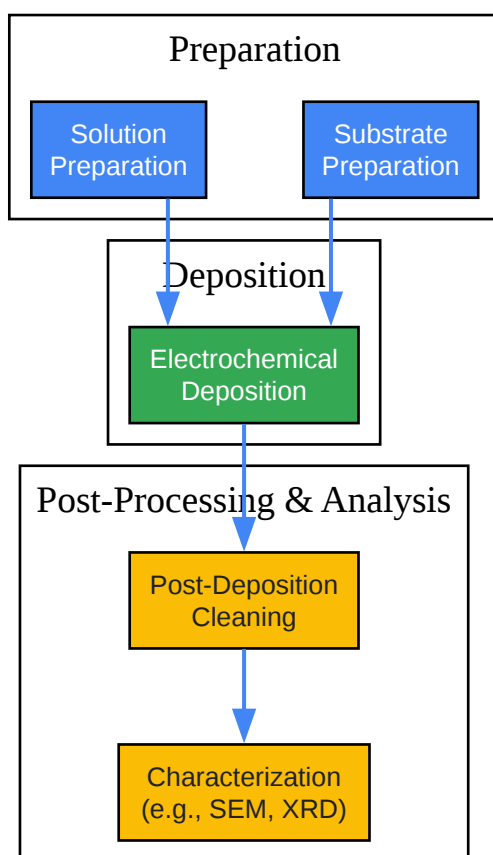 Preparation
Solution
Preparation
Substrate
Preparation
Deposition
Electrochemical
Deposition
Post-Processing & Analysis
Post-Deposition
Cleaning
Characterization
(e.g., SEM, XRD)